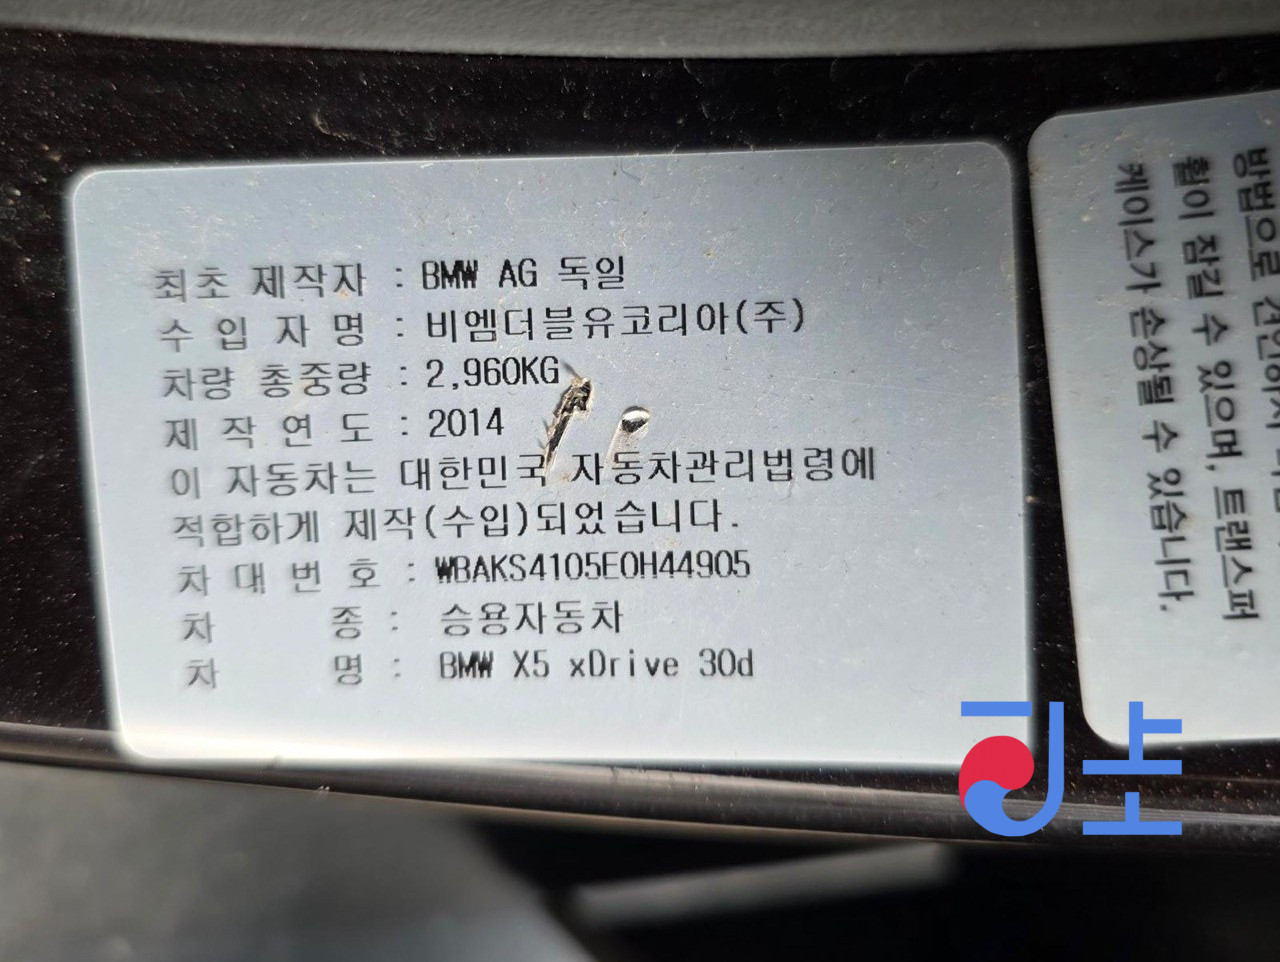 최초 제작자 : BMW AG 독일
수 입 자 명 : 비엠더블유코리아(주)
차량 총중량 : 2,960KG
제 작 연 도 : 2014
이 자동차는 대한민국 자동차관리법령에
적합하게 제작(수입)되었습니다.
차 대 번 호 : WBAKS4105E0H44905
차 종 : 승용자동차
차 명 : BMW X5 xDrive 30d
방법으로 견인하
휠이 잠길 수 있으며, 트랜스퍼
케이스가 손상될 수 있습니다.